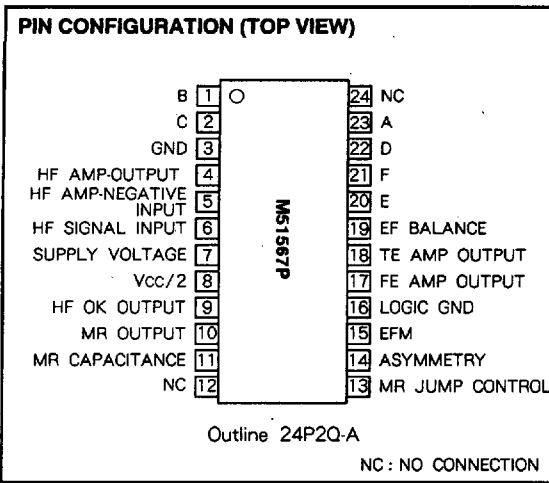 PIN CONFIGURATION (TOP VIEW)
B 1
C 2
GND 3
HF AMP-OUTPUT 4
HF AMP-NEGATIVE
INPUT 5
HF SIGNAL INPUT 6
SUPPLY VOLTAGE 7
Vcc/2 8
HF OK OUTPUT 9
MR OUTPUT 10
MR CAPACITANCE 11
NC 12
M51567P
24 NC
23 A
22 D
21 F
20 E
19 EF BALANCE
18 TE AMP OUTPUT
17 FE AMP OUTPUT
16 LOGIC GND
15 EFM
14 ASYMMETRY
13 MR JUMP CONTROL
Outline 24P2Q-A
NC : NO CONNECTION